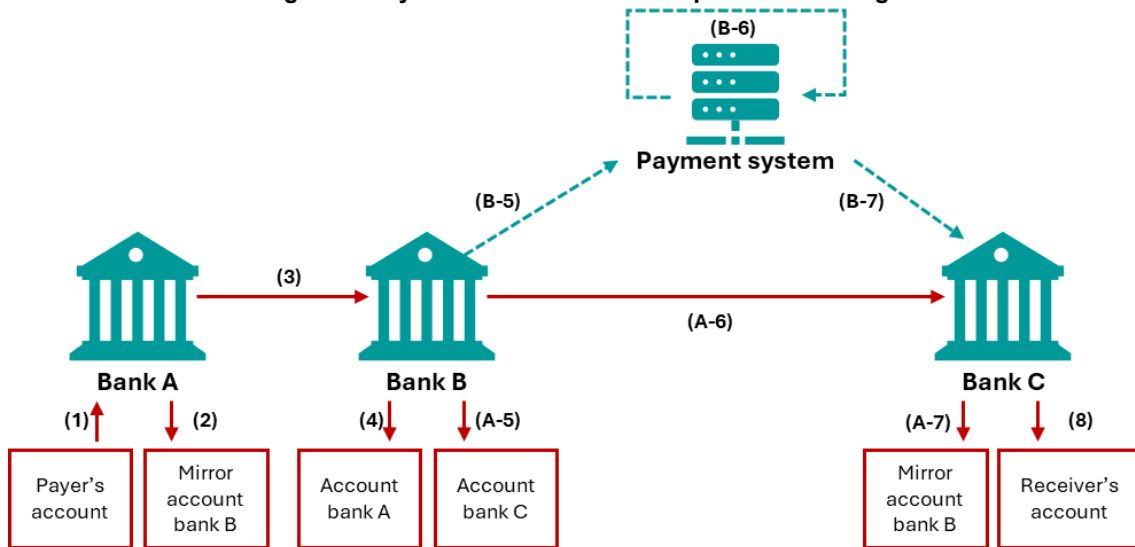 (B-6)
Payment system
(B-5)
(B-7)
(3)
(A-6)
Bank A
Bank B
Bank C
(1)
(2)
(4)
(A-5)
(A-7)
(8)
Payer's
account
Mirror
account
bank B
Account
bank A
Account
bank C
Mirror
account
bank B
Receiver's
account